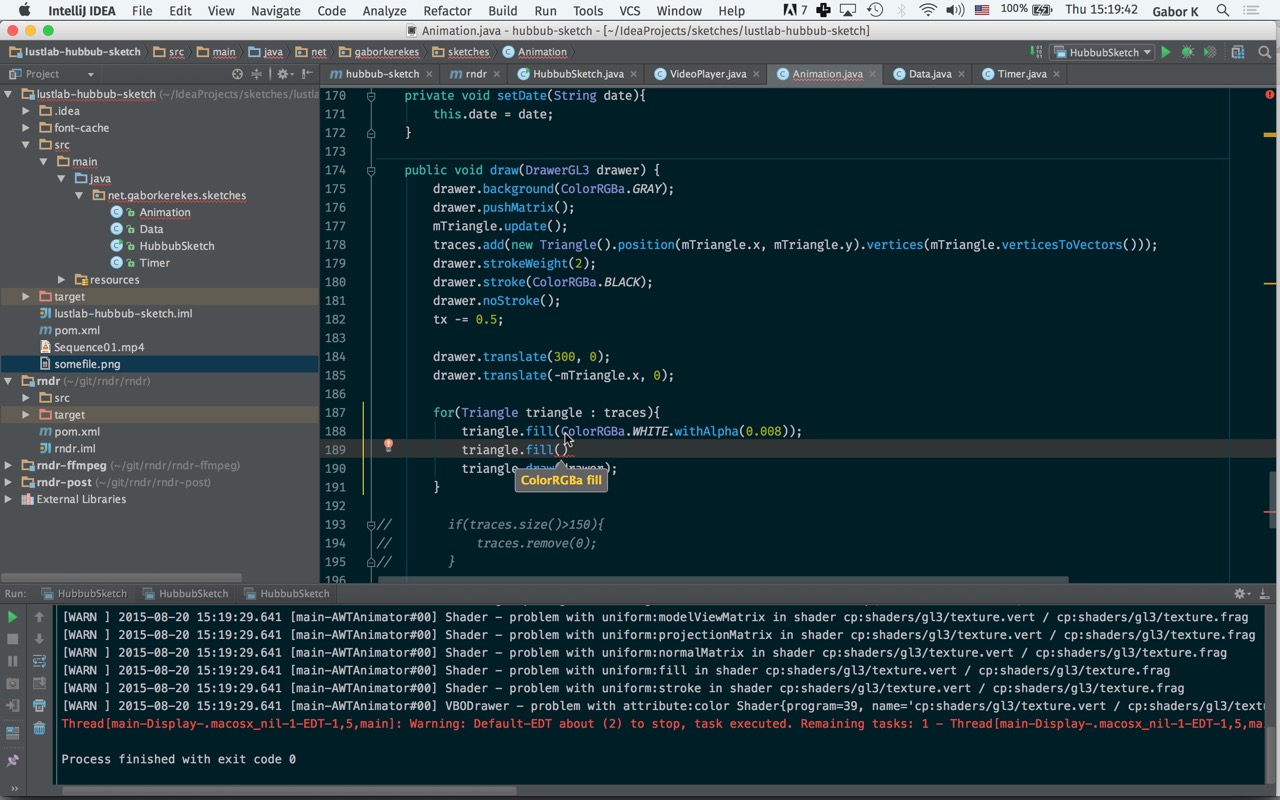 IntelliJ IDEA File Edit View Navigate Code Analyze Refactor Build Run Tools VCS Window Help 7 100% Thu 15:19:42 Gabor K
Animation.java - hubbub-sketch - [~/IdeaProjects/sketches/lustlab-hubbub-sketch]
lustlab-hubbub-sketch src main java net gaborkerekes sketches Animation HubbubSketch
Project hubbub-sketch rndr HubbubSketch.java VideoPlayer.java Animation.java Data.java Timer.java
lustlab-hubbub-sketch (~/IdeaProjects/sketches/lustla
.idea
font-cache
src
main
java
net.gaborkerekes.sketches
Animation
Data
HubbubSketch
Timer
resources
target
lustlab-hubbub-sketch.iml
pom.xml
Sequence01.mp4
somefile.png
rndr (~/git/rndr/rndr)
src
target
pom.xml
rndr.iml
rndr-ffmpeg (~/git/rndr/rndr-ffmpeg)
rndr-post (~/git/rndr/rndr-post)
External Libraries
170 private void setDate(String date){
171 this.date = date;
172 }
173
174 public void draw(DrawerGL3 drawer) {
175 drawer.background(ColorRGBa.GRAY);
176 drawer.pushMatrix();
177 mTriangle.update();
178 traces.add(new Triangle().position(mTriangle.x, mTriangle.y).vertices(mTriangle.verticesToVectors()));
179 drawer.strokeWeight(2);
180 drawer.stroke(ColorRGBa.BLACK);
181 drawer.noStroke();
182 tx -= 0.5;
183
184 drawer.translate(300, 0);
185 drawer.translate(-mTriangle.x, 0);
186
187 for(Triangle triangle : traces){
188 triangle.fill(ColorRGBa.WHITE.withAlpha(0.008));
189 triangle.fill()
190 triangle.draw(drawer);
ColorRGBa fill
191 }
192
193 // if(traces.size()>150){
194 // traces.remove(0);
195 // }
196
Run: HubbubSketch HubbubSketch HubbubSketch
[WARN ] 2015-08-20 15:19:29.641 [main-AWTAnimator#00] Shader - problem with uniform:modelViewMatrix in shader cp:shaders/gl3/texture.vert / cp:shaders/gl3/texture.frag
[WARN ] 2015-08-20 15:19:29.641 [main-AWTAnimator#00] Shader - problem with uniform:projectionMatrix in shader cp:shaders/gl3/texture.vert / cp:shaders/gl3/texture.frag
[WARN ] 2015-08-20 15:19:29.641 [main-AWTAnimator#00] Shader - problem with uniform:normalMatrix in shader cp:shaders/gl3/texture.vert / cp:shaders/gl3/texture.frag
[WARN ] 2015-08-20 15:19:29.641 [main-AWTAnimator#00] Shader - problem with uniform:fill in shader cp:shaders/gl3/texture.vert / cp:shaders/gl3/texture.frag
[WARN ] 2015-08-20 15:19:29.641 [main-AWTAnimator#00] Shader - problem with uniform:stroke in shader cp:shaders/gl3/texture.vert / cp:shaders/gl3/texture.frag
[WARN ] 2015-08-20 15:19:29.641 [main-AWTAnimator#00] VBODrawer - problem with attribute:color Shader{program=39, name='cp:shaders/gl3/texture.vert / cp:shaders/gl3/textu
Thread[main-Display-.macosx_nil-1-EDT-1,5,main]: Warning: Default-EDT about (2) to stop, task executed. Remaining tasks: 1 - Thread[main-Display-.macosx_nil-1-EDT-1,5,ma
Process finished with exit code 0